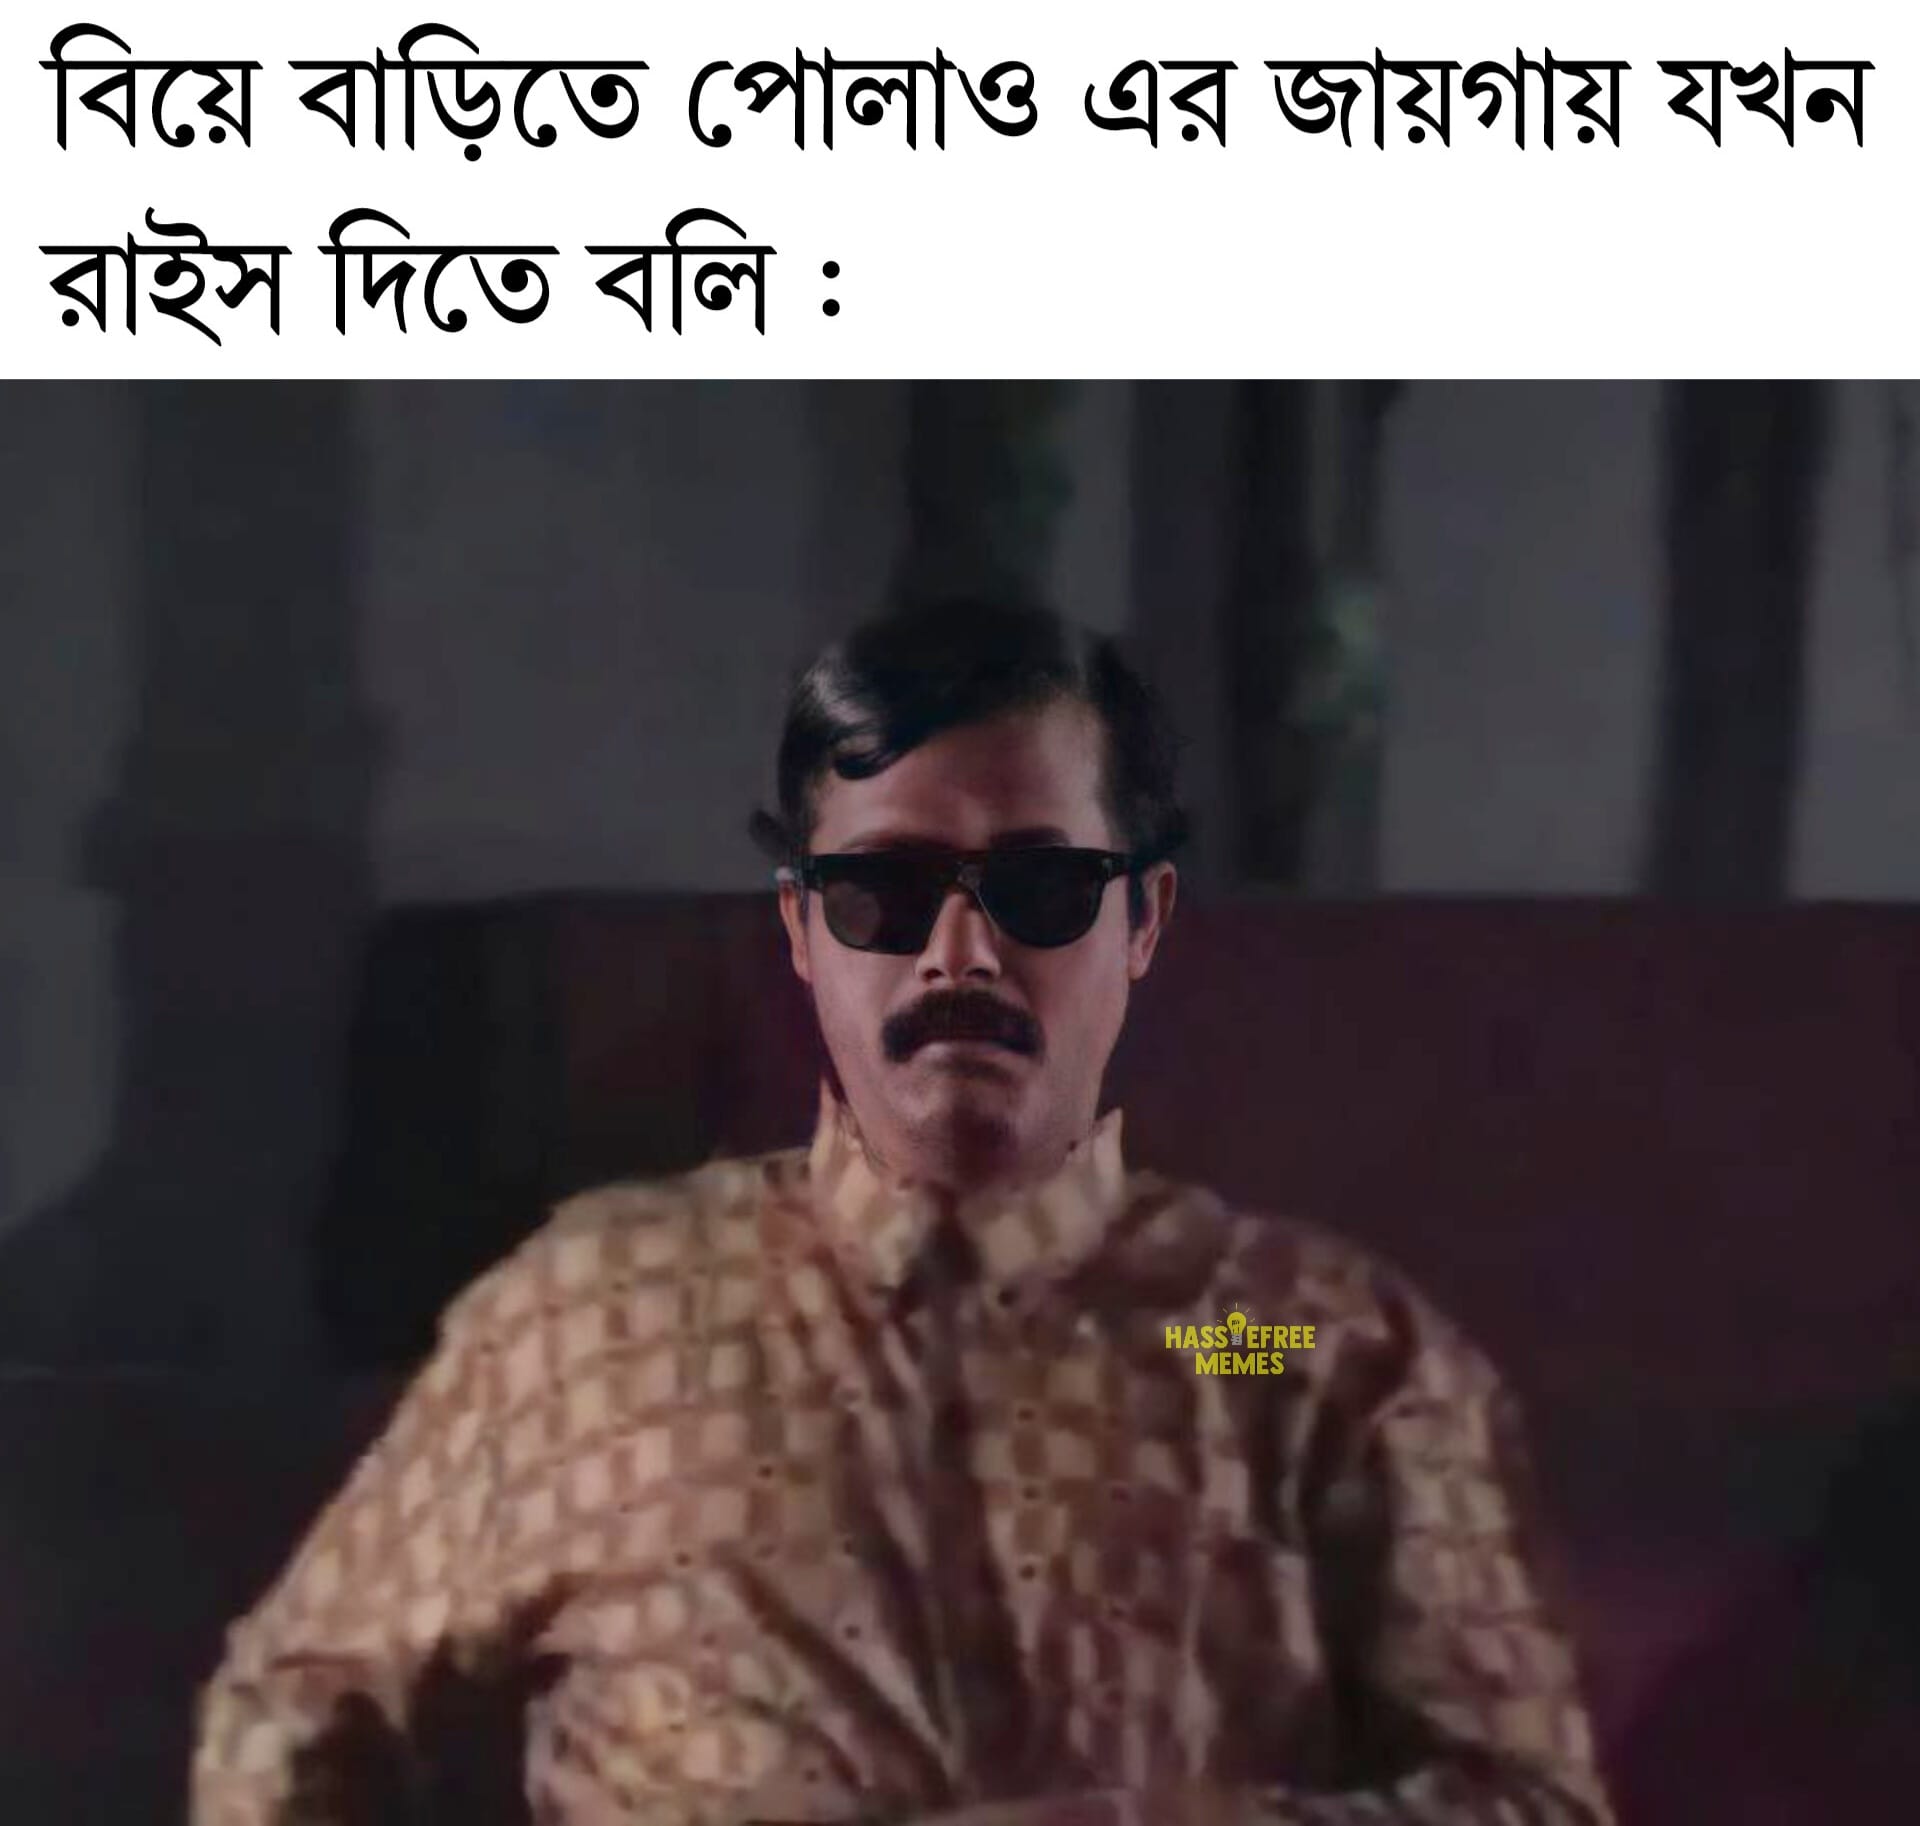 বিয়ে বাড়িতে পোলাও এর জায়গায় যখন
রাইস দিতে বলি :
HASSLEFREE
MEMES